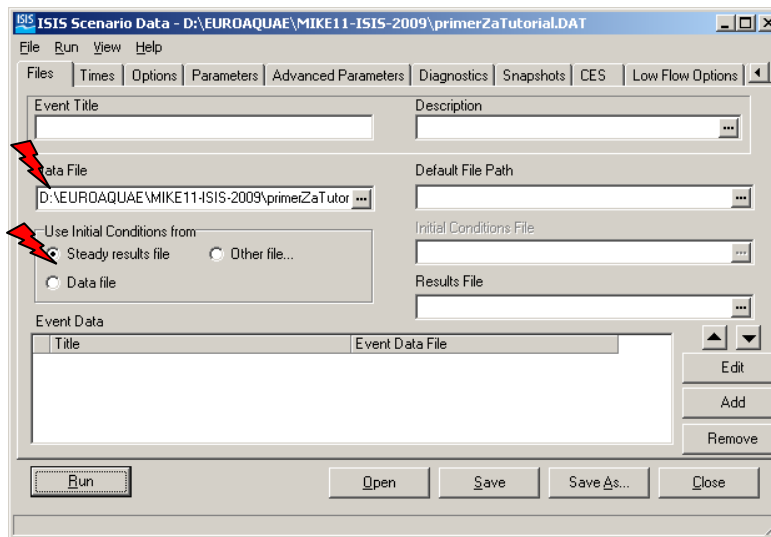 ISIS ISIS Scenario Data - D:\EUROAQUAE\MIKE11-ISIS-2009\primerZaTutorial.DAT
File Run View Help
Files Times Options Parameters Advanced Parameters Diagnostics Snapshots CES Low Flow Options
Event Title
Description
...
Data File
Default File Path
D:\EUROAQUAE\MIKE11-ISIS-2009\primerZaTutor ...
...
Use Initial Conditions from
Initial Conditions File
Steady results file Other file...
...
Data file
Results File
...
Event Data
Title Event Data File
Edit
Add
Remove
Run Open Save Save As... Close